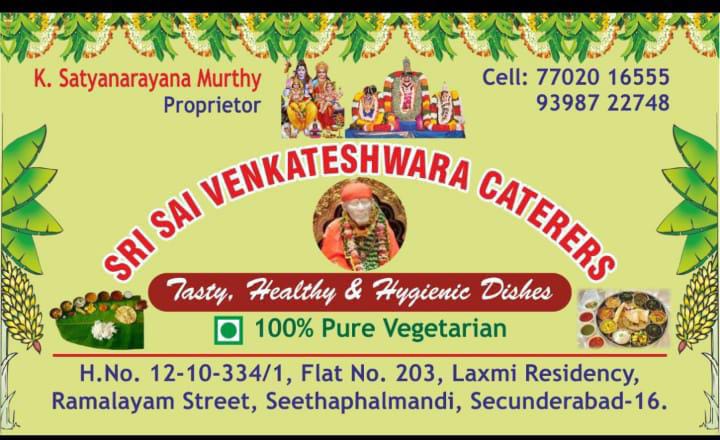 K. Satyanarayana Murthy
Proprietor
Cell: 77020 16555
93987 22748
SRI SAI VENKATESHWARA CATERERS
Tasty, Healthy & Hygienic Dishes
100% Pure Vegetarian
H.No. 12-10-334/1, Flat No. 203, Laxmi Residency,
Ramalayam Street, Seethaphalmandi, Secunderabad-16.